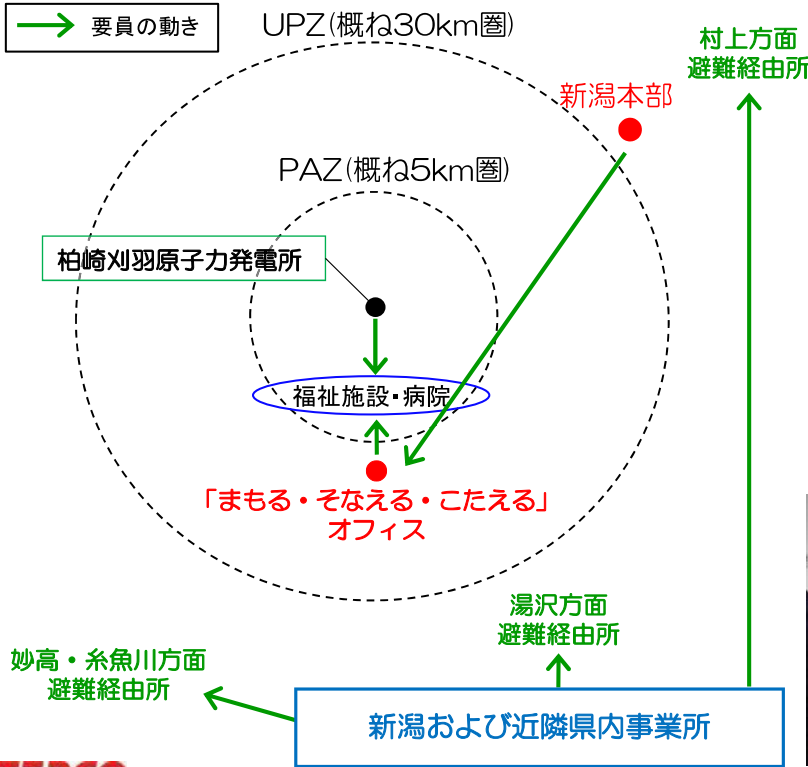 要員の動き
UPZ(概ね30km圏)
村上方面
避難経由所
新潟本部
PAZ(概ね5km圏)
柏崎刈羽原子力発電所
福祉施設・病院
「まもる・そなえる・こたえる」
オフィス
湯沢方面
避難経由所
妙高・糸魚川方面
避難経由所
新潟および近隣県内事業所